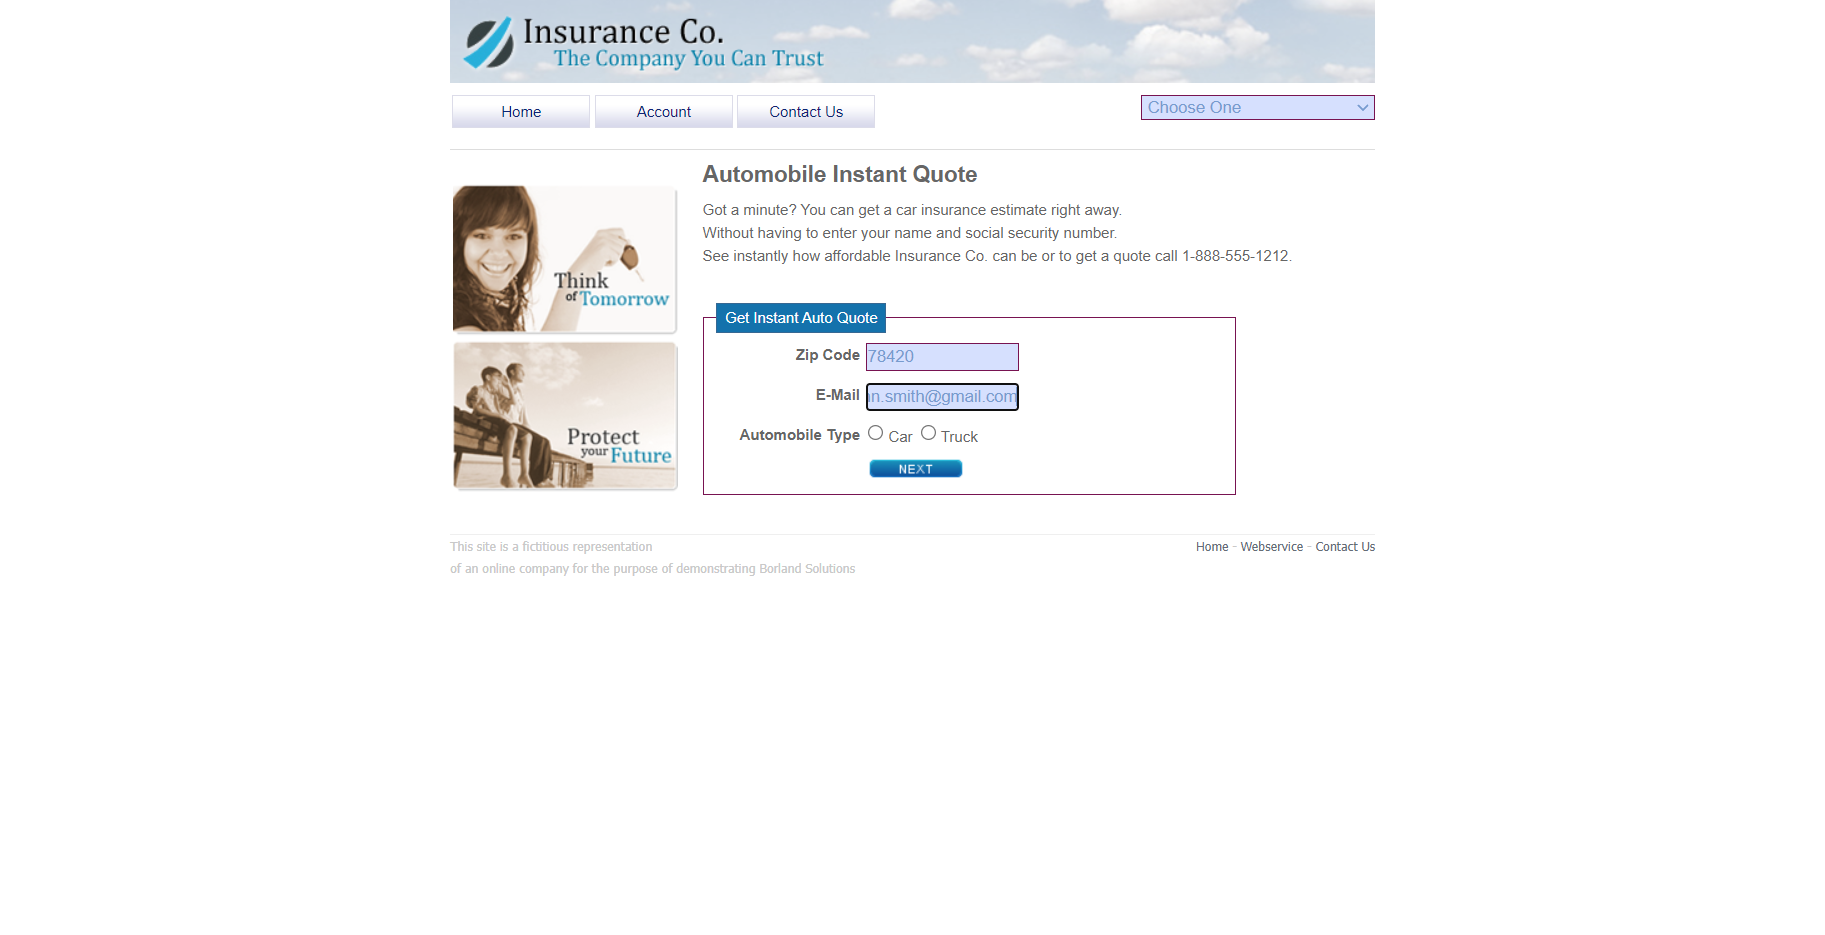 Insurance Co.
The Company You Can Trust
Home
Account
Contact Us
Choose One
Automobile Instant Quote
Got a minute? You can get a car insurance estimate right away.
Without having to enter your name and social security number.
See instantly how affordable Insurance Co. can be or to get a quote call 1-888-555-1212.
Think
of Tomorrow
Protect
your Future
Get Instant Auto Quote
Zip Code 78420
E-Mail n.smith@gmail.com
Automobile Type Car Truck
NEXT
This site is a fictitious representation
of an online company for the purpose of demonstrating Borland Solutions
Home - Webservice - Contact Us